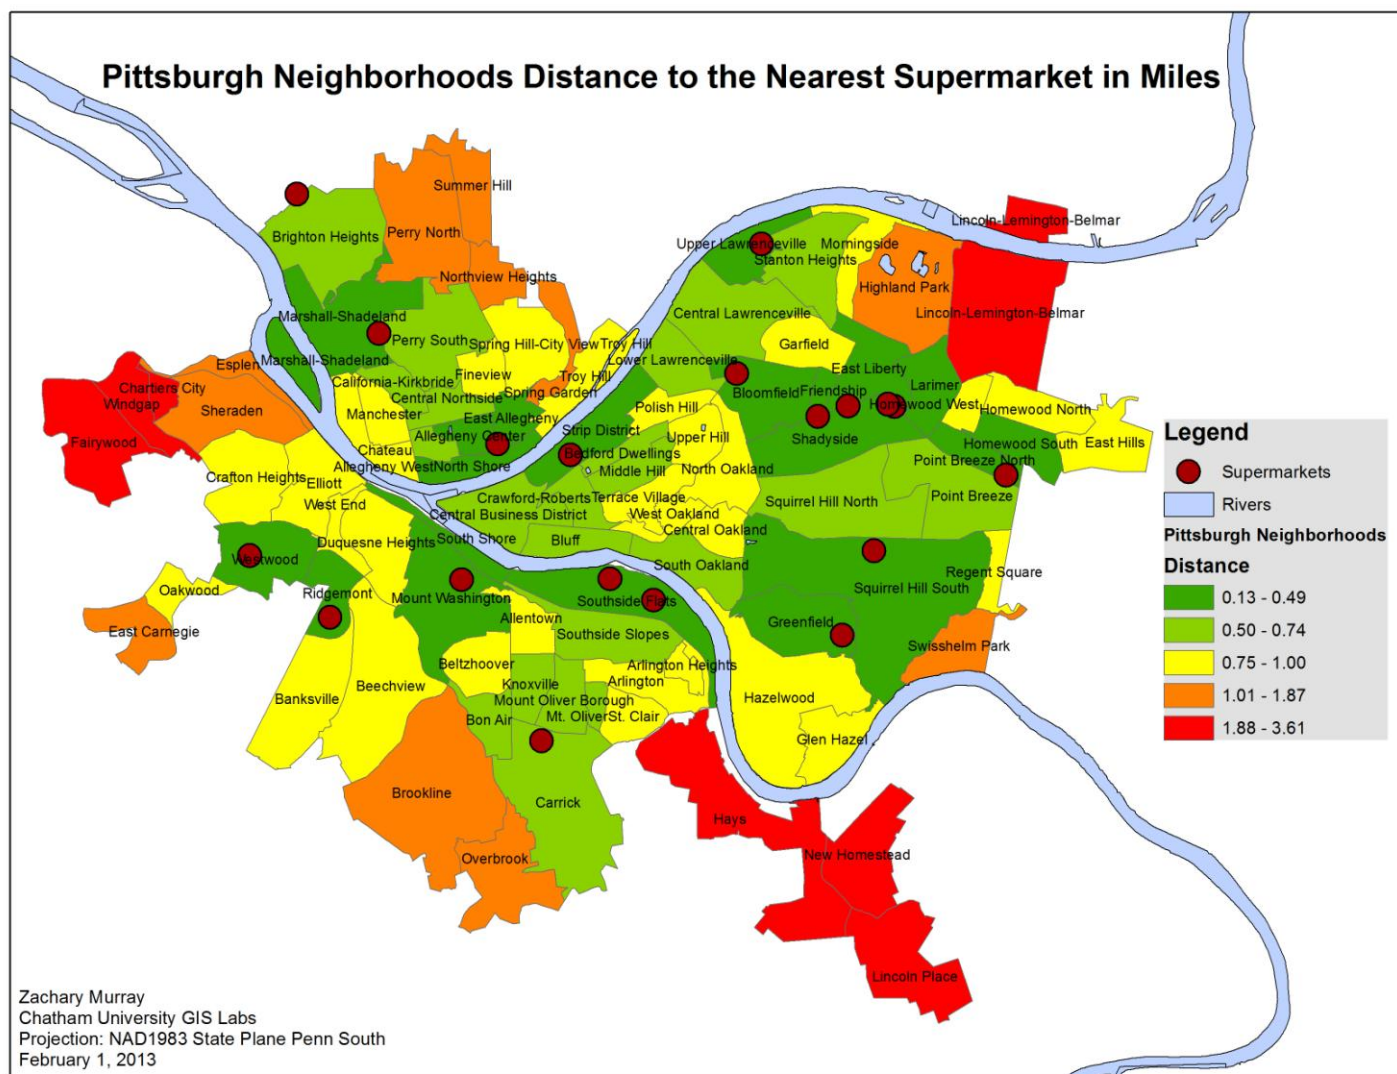 Pittsburgh Neighborhoods Distance to the Nearest Supermarket in Miles
Summer Hill
Lincoln-Lemington-Belmar
Brighton Heights
Perry North
Upper Lawrenceville
Morningside
Stanton Heights
Northview Heights
Highland Park
Marshall-Shadeland
Central Lawrenceville
Lincoln-Lemington-Belmar
Perry South
Spring Hill-City View
Troy Hill
Garfield
Marshall-Shadeland
Lower Lawrenceville
Esplen
East Liberty
Fineview
Troy Hill
Chartiers City
California-Kirkbride
Bloomfield
Friendship
Larimer
Windgap
Central Northside
Spring Garden
Homewood West
Sheraden
Manchester
East Allegheny
Polish Hill
Homewood North
Allegheny Center
Strip District
Upper Hill
Shadyside
Fairywood
Homewood South
East Hills
Chateau
Bedford Dwellings
Point Breeze North
Allegheny West
North Shore
Middle Hill
North Oakland
Crafton Heights
Elliott
Crawford-Roberts
Terrace Village
Squirrel Hill North
Point Breeze
West End
Central Business District
West Oakland
Central Oakland
Duquesne Heights
South Shore
Bluff
Westwood
South Oakland
Regent Square
Oakwood
Ridgemont
Mount Washington
Southside Flats
Squirrel Hill South
Allentown
Greenfield
East Carnegie
Southside Slopes
Swisshelm Park
Beltzhoover
Arlington Heights
Knoxville
Arlington
Banksville
Beechview
Mount Oliver Borough
Hazelwood
Bon Air
Mt. Oliver
St. Clair
Glen Hazel
Brookline
Carrick
Hays
Overbrook
New Homestead
Lincoln Place
Legend
Supermarkets
Rivers
Pittsburgh Neighborhoods
Distance
0.13 - 0.49
0.50 - 0.74
0.75 - 1.00
1.01 - 1.87
1.88 - 3.61
Zachary Murray
Chatham University GIS Labs
Projection: NAD1983 State Plane Penn South
February 1, 2013